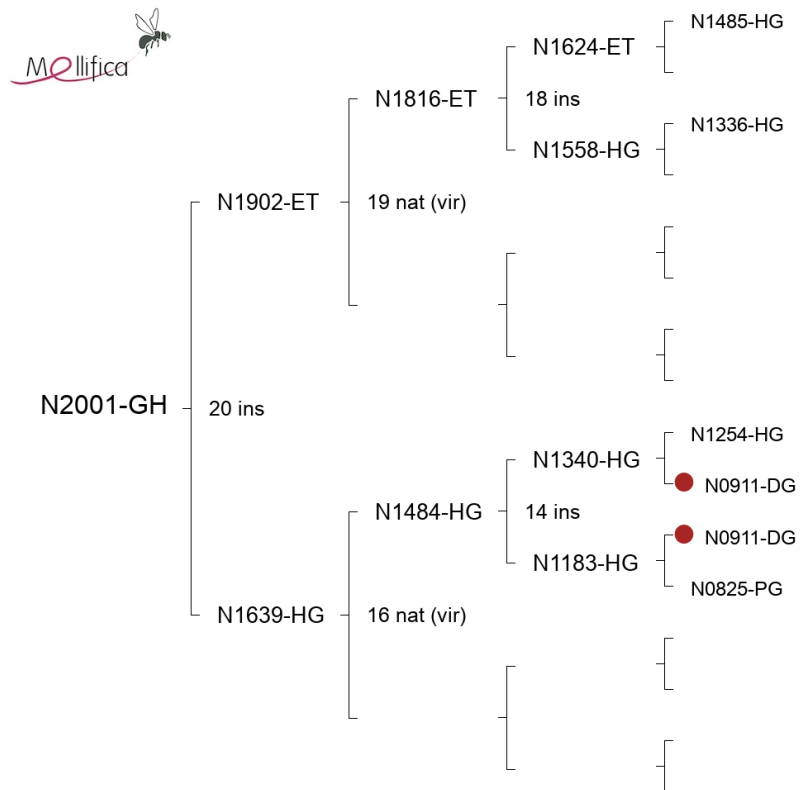 Mellifica
N1485-HG
N1624-ET
18 ins
N1816-ET
N1336-HG
N1558-HG
N1902-ET
19 nat (vir)
N2001-GH
20 ins
N1254-HG
N1340-HG
N0911-DG
N1484-HG
14 ins
N0911-DG
N1183-HG
N0825-PG
N1639-HG
16 nat (vir)